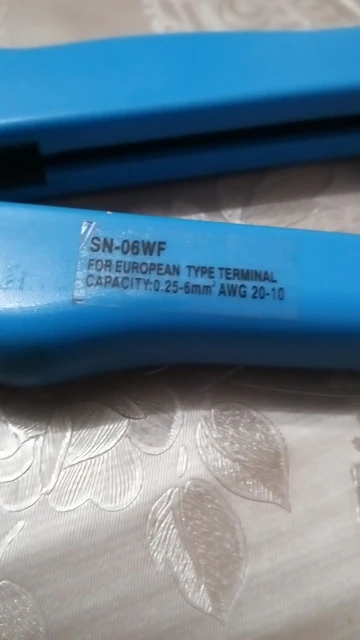 SN-06WF
FOR EUROPEAN TYPE TERMINAL
CAPACITY:0.25-6mm² AWG 20-10